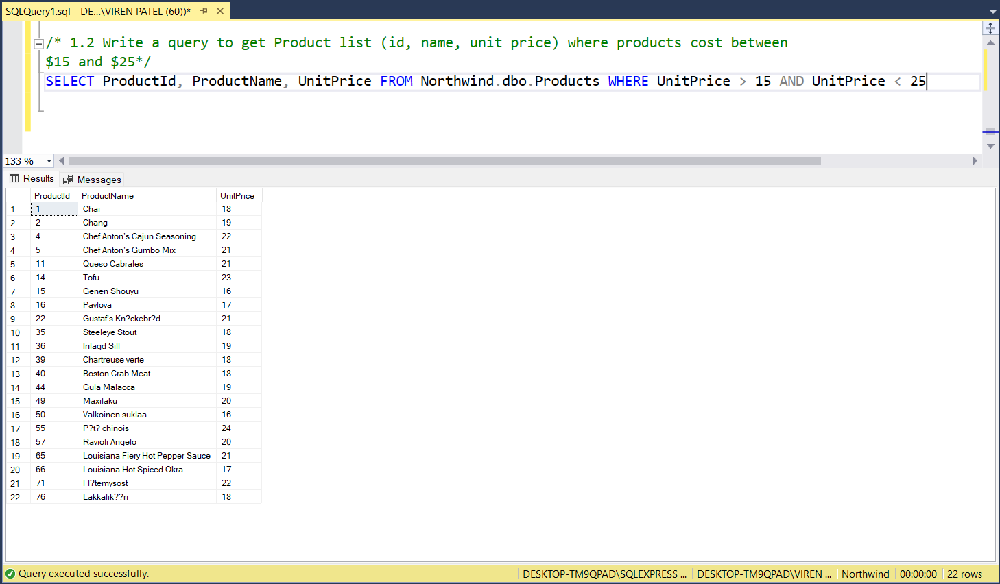 SQLQuery1.sql - DE...\VIREN PATEL (60))*
/* 1.2 Write a query to get Product list (id, name, unit price) where products cost between
$15 and $25*/
SELECT ProductId, ProductName, UnitPrice FROM Northwind.dbo.Products WHERE UnitPrice > 15 AND UnitPrice < 25
133 %
Results Messages
ProductId ProductName UnitPrice
1 1 Chai 18
2 2 Chang 19
3 4 Chef Anton's Cajun Seasoning 22
4 5 Chef Anton's Gumbo Mix 21
5 11 Queso Cabrales 21
6 14 Tofu 23
7 15 Genen Shouyu 16
8 16 Pavlova 17
9 22 Gustaf's Kn?ckebr?d 21
10 35 Steeleye Stout 18
11 36 Inlagd Sill 19
12 39 Chartreuse verte 18
13 40 Boston Crab Meat 18
14 44 Gula Malacca 19
15 49 Maxilaku 20
16 50 Valkoinen suklaa 16
17 55 P?t? chinois 24
18 57 Ravioli Angelo 20
19 65 Louisiana Fiery Hot Pepper Sauce 21
20 66 Louisiana Hot Spiced Okra 17
21 71 Fl?temysost 22
22 76 Lakkalik??ri 18
Query executed successfully. DESKTOP-TM9QPAD\SQLEXPRESS ... DESKTOP-TM9QPAD\VIREN ... Northwind 00:00:00 22 rows